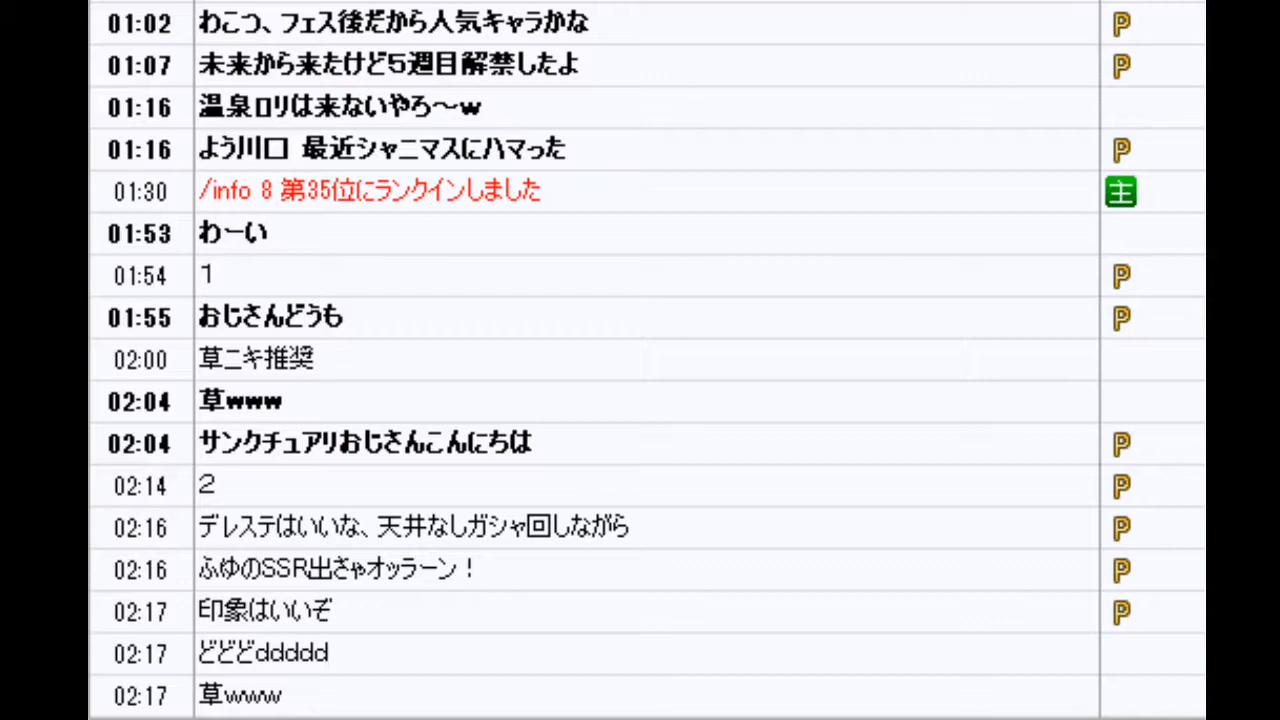 01:02 わこつ、フェス後だから人気キャラかな P
01:07 未来から来たけど5週目解禁したよ P
01:16 温泉ロリは来ないやろ～w
01:16 よう川口 最近シャニマスにハマった P
01:30 /info 8 第35位にランクインしました 主
01:53 わーい
01:54 1 P
01:55 おじさんどうも P
02:00 草ニキ推奨
02:04 草www
02:04 サンクチュアリおじさんこんにちは P
02:14 2 P
02:16 デレステはいいな、天井なしガシャ回しながら P
02:16 ふゆのSSR出さゃオッラーン！ P
02:17 印象はいいぞ P
02:17 どどどddddd
02:17 草www